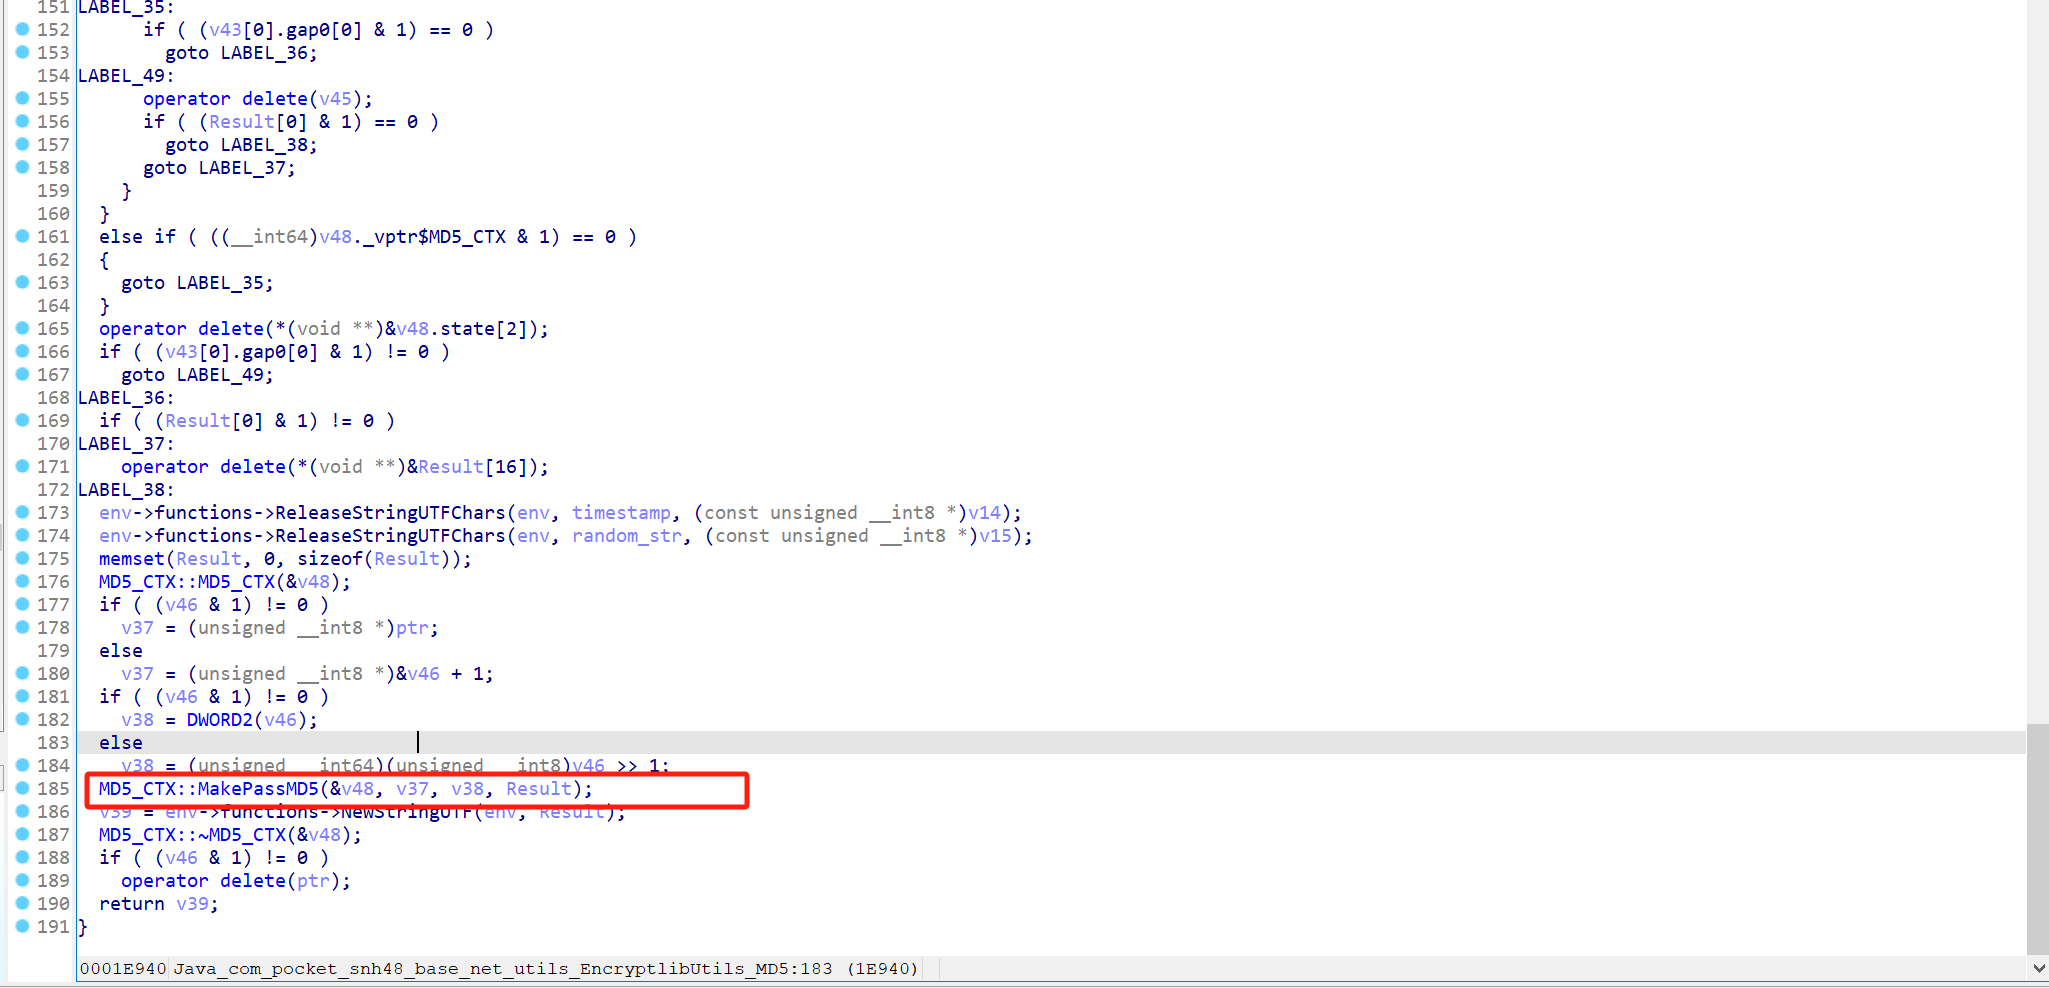 151 LABEL_35:
152       if ( (v43[0].gap0[0] & 1) == 0 )
153         goto LABEL_36;
154 LABEL_49:
155       operator delete(v45);
156       if ( (Result[0] & 1) == 0 )
157         goto LABEL_38;
158       goto LABEL_37;
159     }
160   }
161   else if ( ((__int64)v48._vptr$MD5_CTX & 1) == 0 )
162   {
163     goto LABEL_35;
164   }
165   operator delete(*(void **)&v48.state[2]);
166   if ( (v43[0].gap0[0] & 1) != 0 )
167     goto LABEL_49;
168 LABEL_36:
169   if ( (Result[0] & 1) != 0 )
170 LABEL_37:
171     operator delete(*(void **)&Result[16]);
172 LABEL_38:
173   env->functions->ReleaseStringUTFChars(env, timestamp, (const unsigned __int8 *)v14);
174   env->functions->ReleaseStringUTFChars(env, random_str, (const unsigned __int8 *)v15);
175   memset(Result, 0, sizeof(Result));
176   MD5_CTX::MD5_CTX(&v48);
177   if ( (v46 & 1) != 0 )
178     v37 = (unsigned __int8 *)ptr;
179   else
180     v37 = (unsigned __int8 *)&v46 + 1;
181   if ( (v46 & 1) != 0 )
182     v38 = DWORD2(v46);
183   else
184     v38 = (unsigned __int64)(unsigned __int8)v46 >> 1;
185   MD5_CTX::MakePassMD5(&v48, v37, v38, Result);
186   v39 = env->functions->NewStringUTF(env, Result);
187   MD5_CTX::~MD5_CTX(&v48);
188   if ( (v46 & 1) != 0 )
189     operator delete(ptr);
190   return v39;
191 }
0001E940 Java_com_pocket_snh48_base_net_utils_EncryptlibUtils_MD5:183 (1E940)